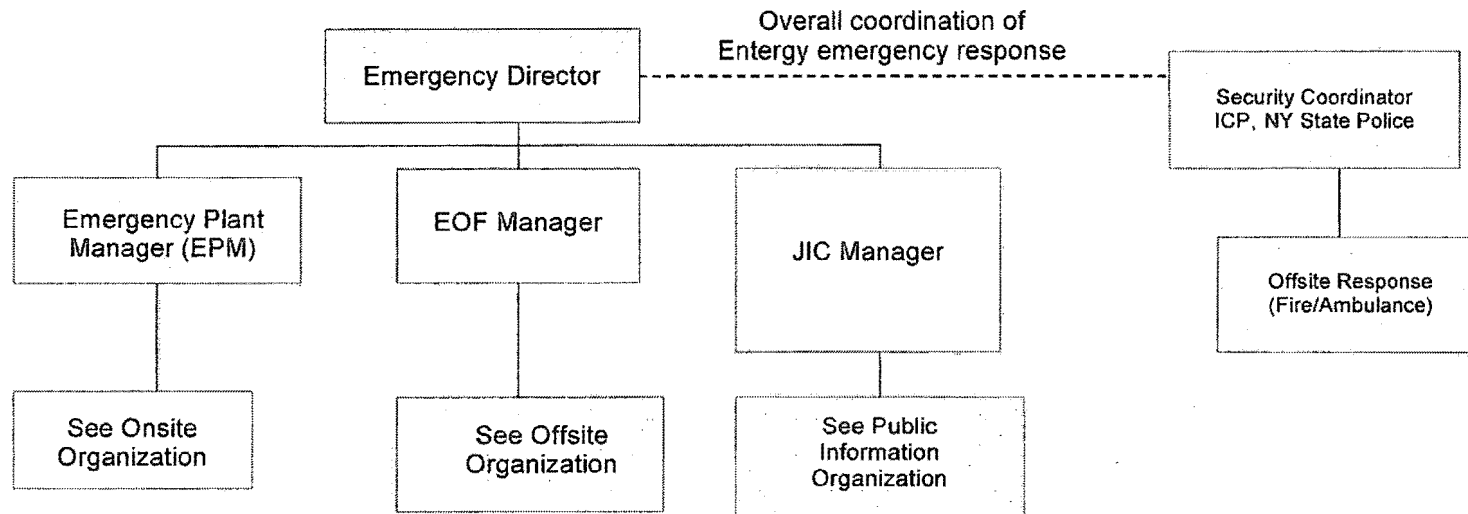 Overall coordination of
Entergy emergency response
Emergency Director
Security Coordinator
ICP, NY State Police
Emergency Plant
Manager (EPM)
EOF Manager
JIC Manager
Offsite Response
(Fire/Ambulance)
See Onsite
Organization
See Offsite
Organization
See Public
Information
Organization